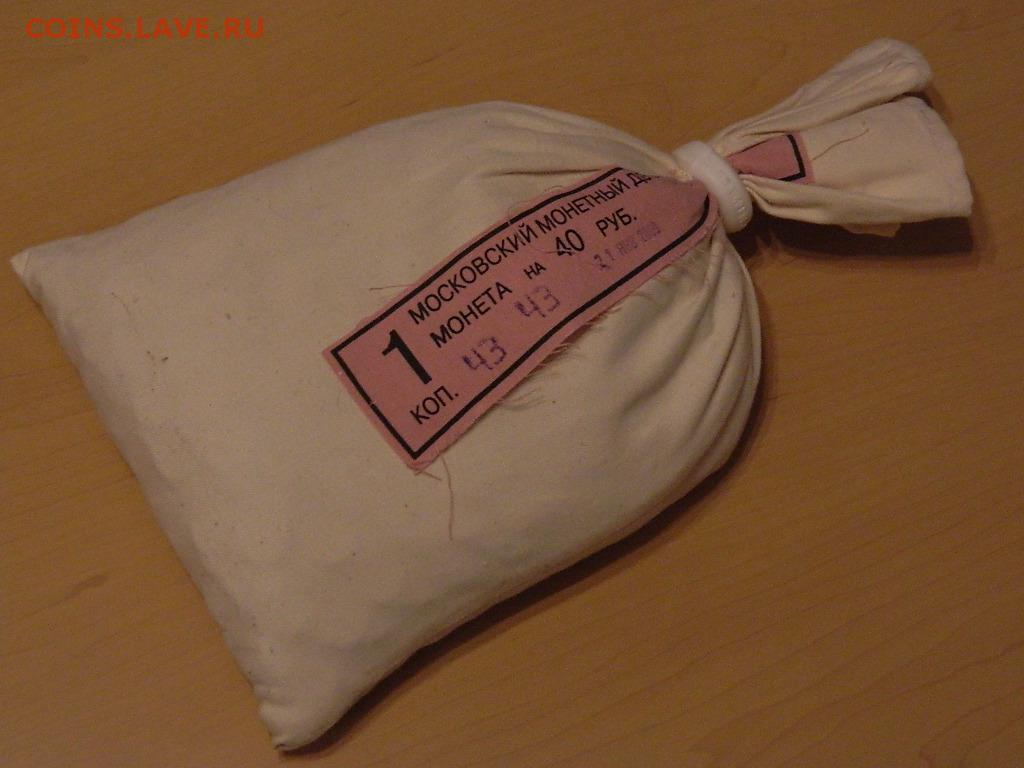 COINS.LAVE.RU
МОСКОВСКИЙ МОНЕТНЫЙ
1 МОНЕТА НА 40 РУБ.
КОП. 43 43